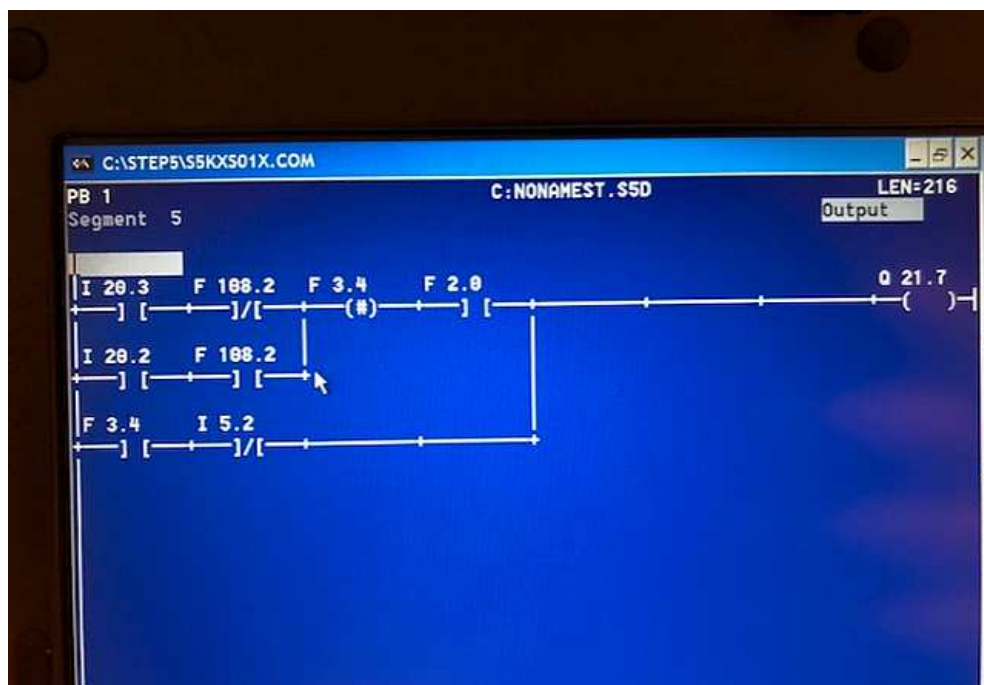 C:\STEP5\S5KXS01X.COM
PB 1 C:NONAMEST.S5D LEN=216
Segment 5 Output
I 20.3 F 108.2 F 3.4 F 2.0 Q 21.7
] [ ]/[ (#) ] [ ( )
I 20.2 F 108.2
] [ ] [
F 3.4 I 5.2
] [ ]/[